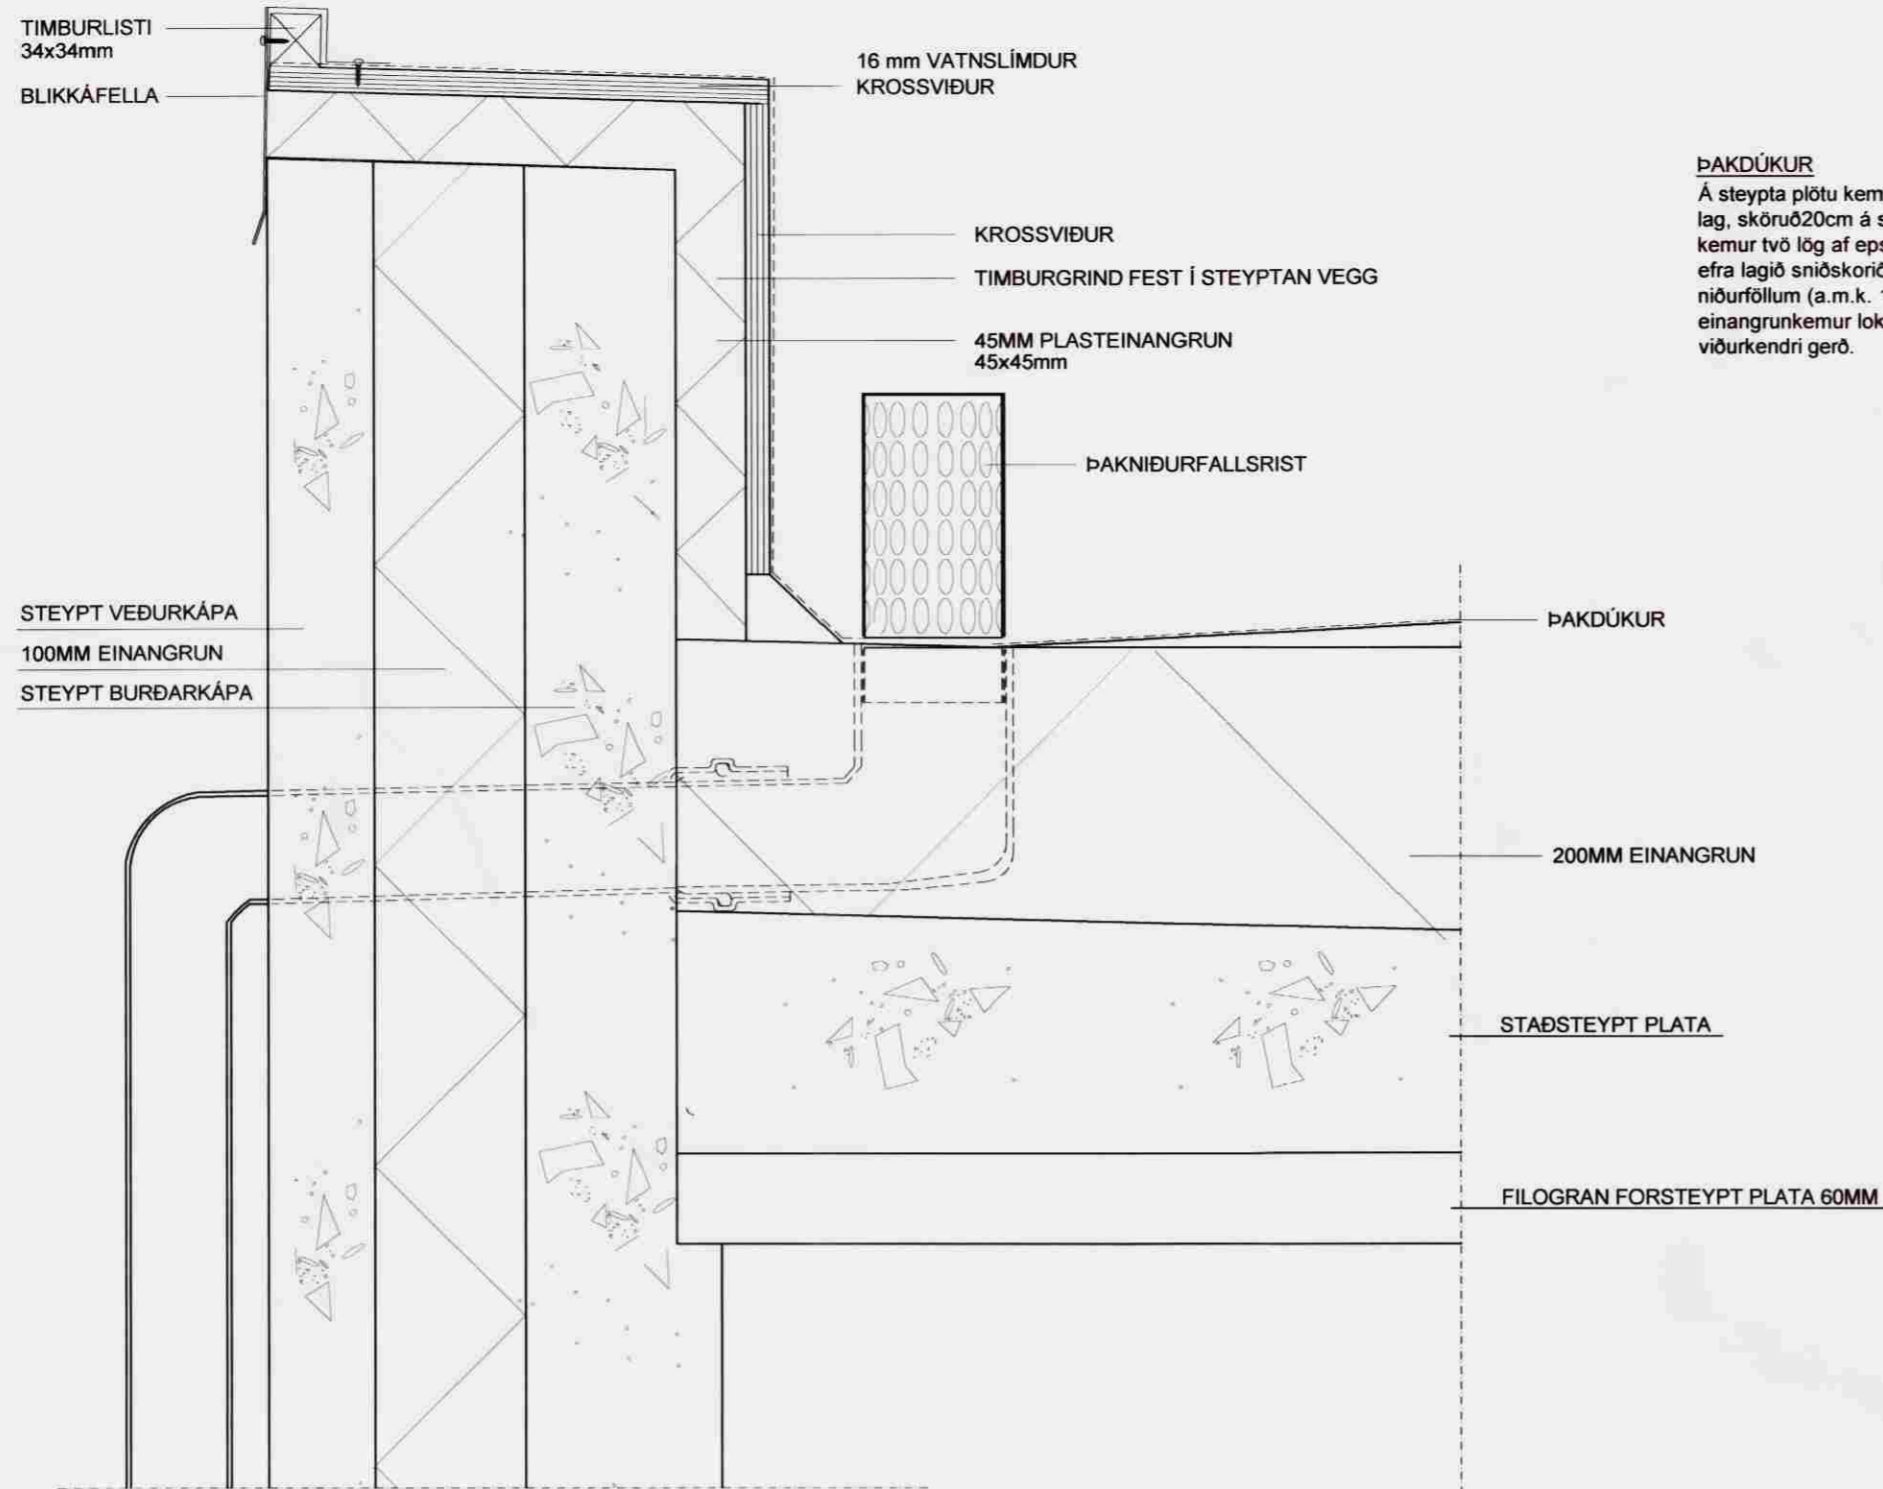 TIMBURLISTI
34x34mm
BLIKKÁFELLA
16 mm VATNSLÍMDUR
KROSSVIÐUR
ÞAKDÚKUR
Á steypta plötu kem
lag, sköruð20cm á s
kemur tvö lög af eps
efra lagið sniðskorið
niðurföllum (a.m.k. 1
einangrunkemur lok
viðurkendri gerð.
KROSSVIÐUR
TIMBURGRIND FEST Í STEYPTAN VEGG
45MM PLASTEINANGRUN
45x45mm
ÞAKNIÐURFALLSRIST
STEYPT VEÐURKÁPA
100MM EINANGRUN
STEYPT BURÐARKÁPA
ÞAKDÚKUR
200MM EINANGRUN
STAÐSTEYPT PLATA
FILOGRAN FORSTEYPT PLATA 60MM